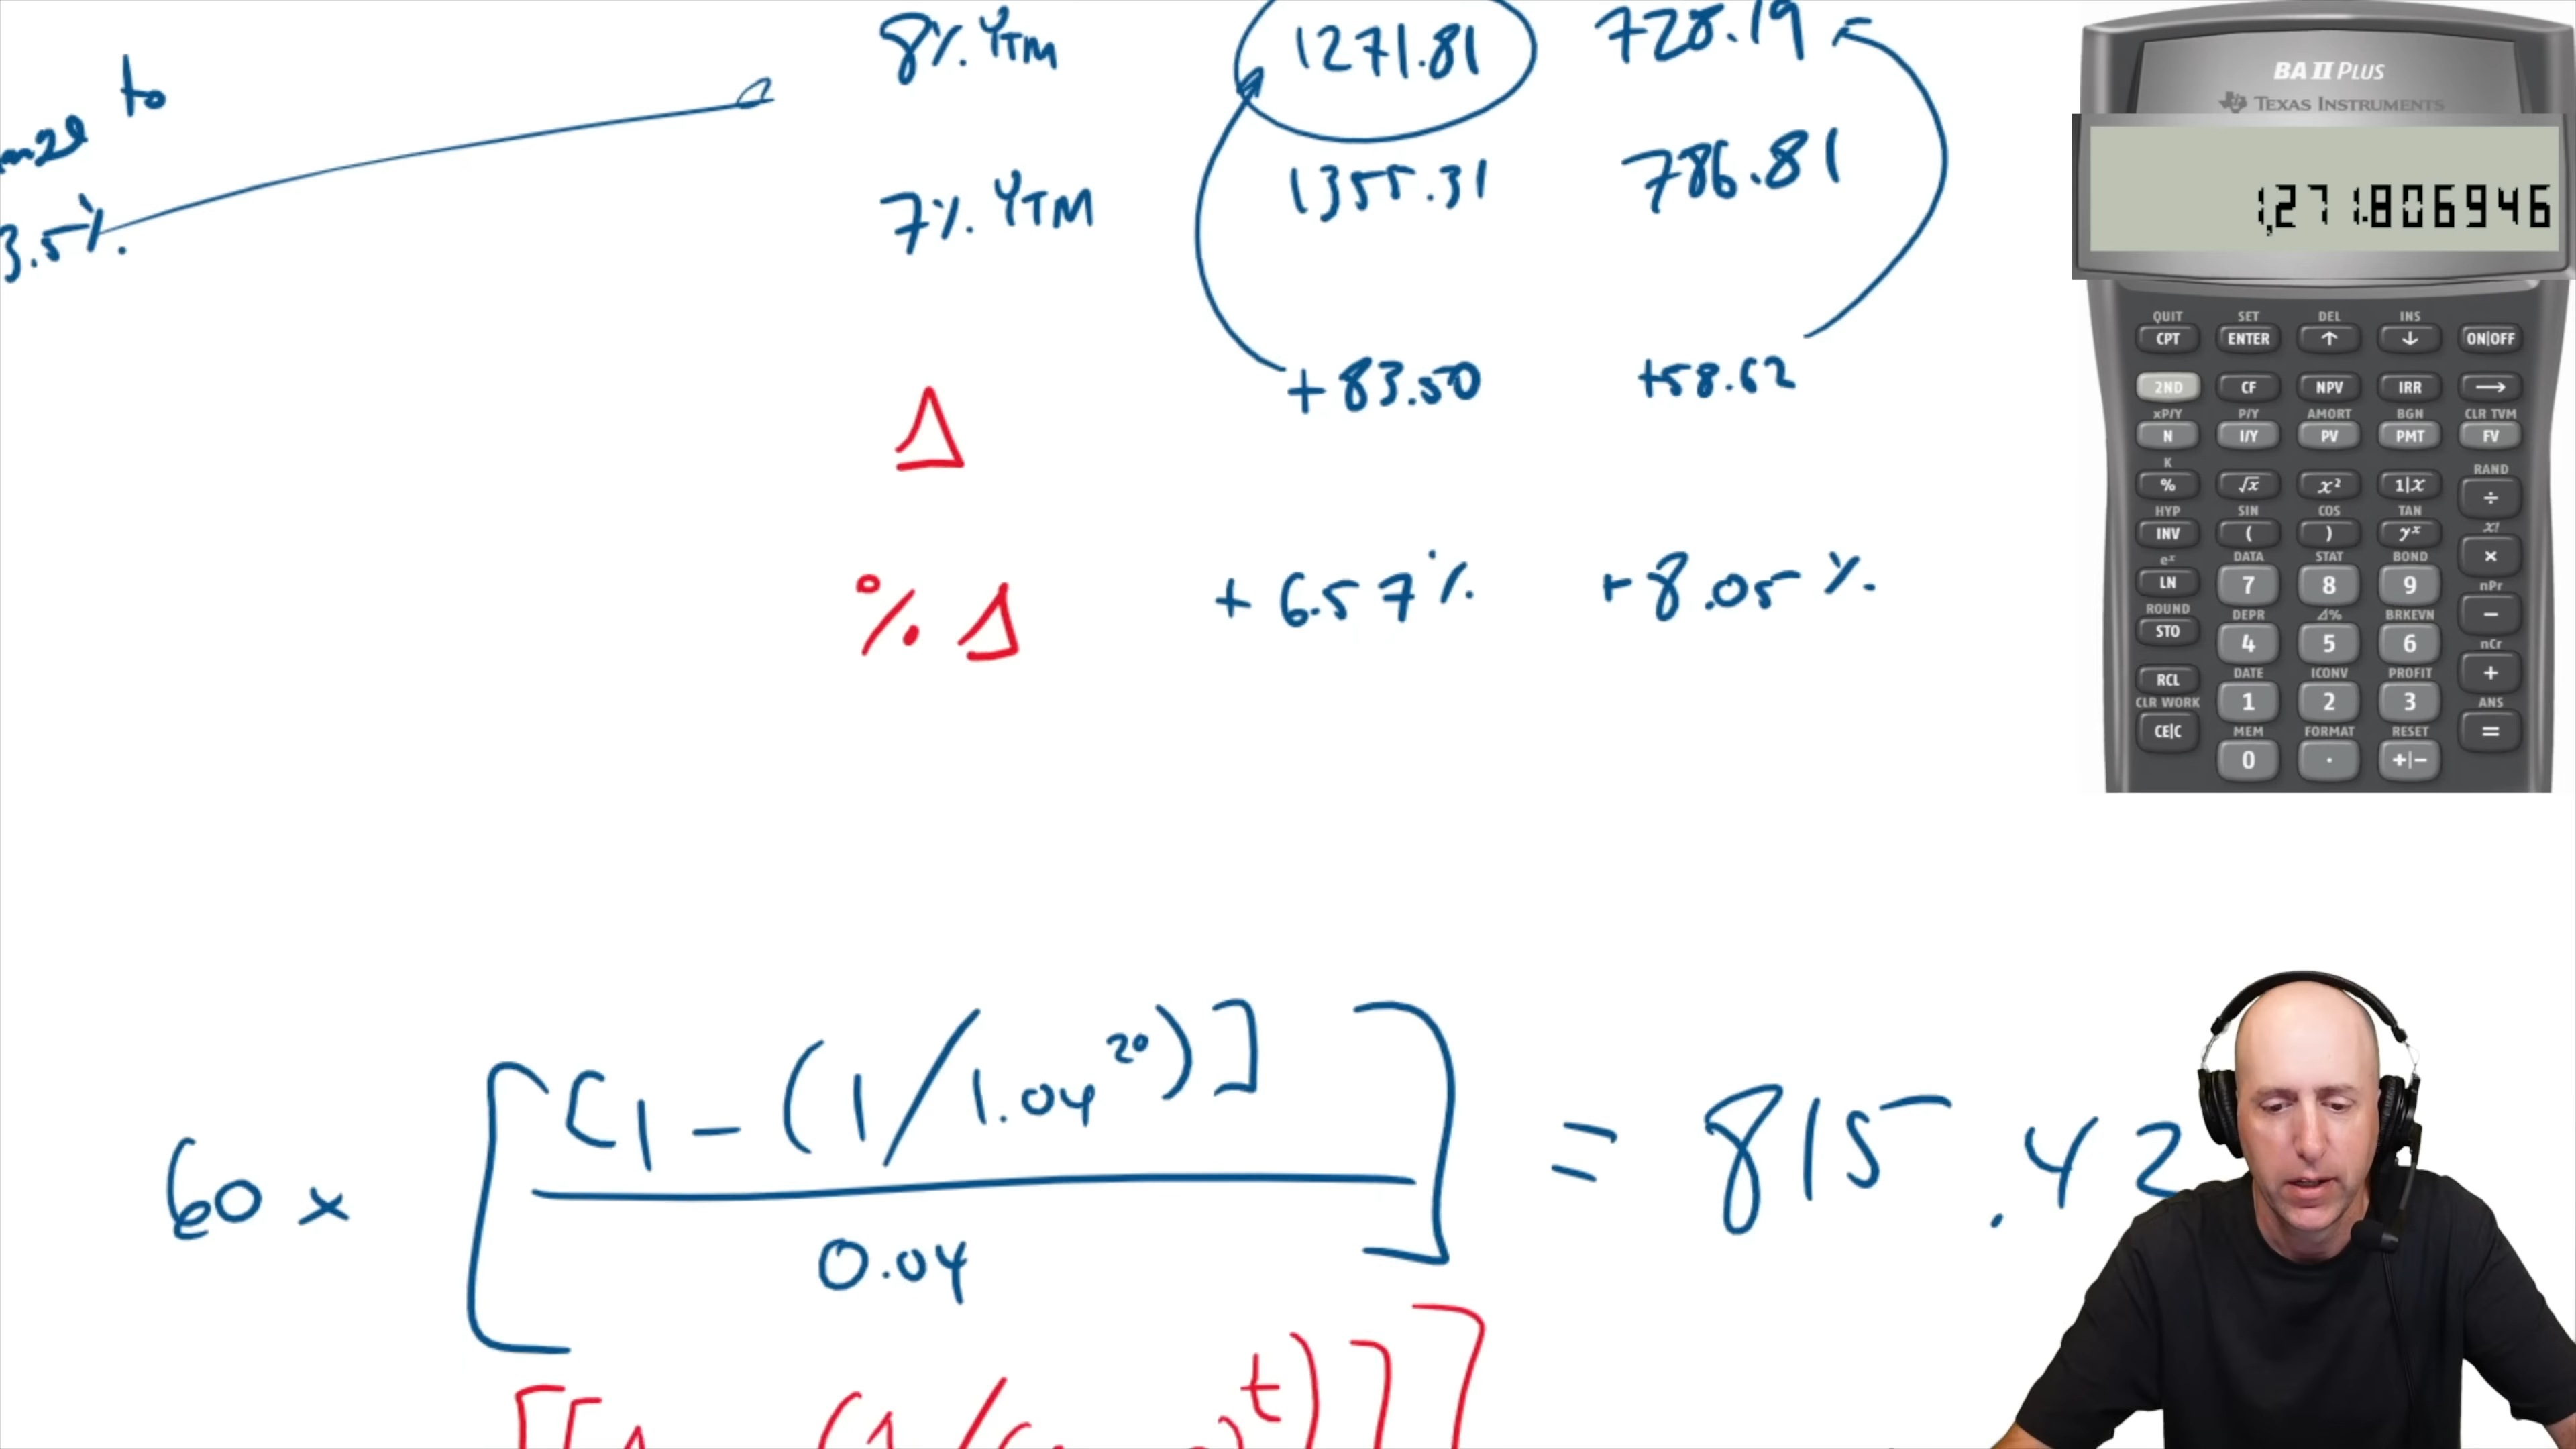 8% YTM 1271.81 728.19
to
3.5%
7% YTM 1355.31 786.81
Δ +83.50 +58.62
% Δ +6.57% +8.05%
60 x [[1 - (1/1.04^20)] / 0.04] = 815.42
[[1 (1/( )^t)]]
BA II PLUS
TEXAS INSTRUMENTS
1,271.806946
QUIT SET DEL INS
CPT ENTER ↑ ↓ ON|OFF
2ND CF NPV IRR →
xP/Y P/Y AMORT BGN CLR TVM
N I/Y PV PMT FV
K RAND
% √x x² 1|x ÷
HYP SIN COS TAN x!
INV ( ) yˣ ×
eˣ DATA STAT BOND nPr
LN 7 8 9 −
ROUND DEPR Δ% BRKEVN nCr
STO 4 5 6 +
DATE ICONV PROFIT ANS
RCL 1 2 3 =
CLR WORK MEM FORMAT RESET
CE|C 0 . +|−